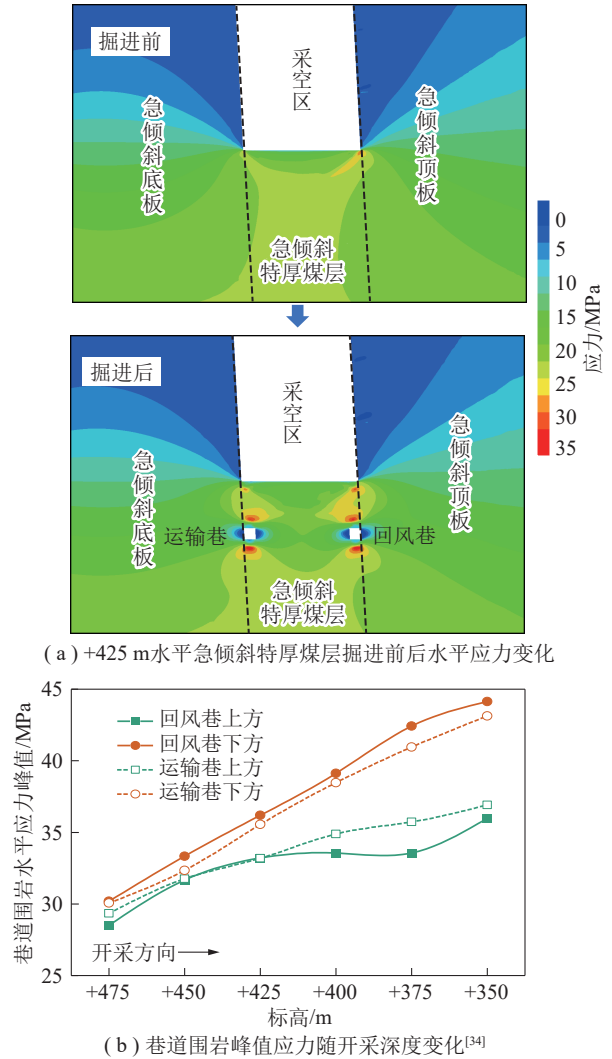 掘进前
采空区
急倾斜底板
急倾斜顶板
急倾斜
特厚煤层
0
5
10
15
20
25
30
35
应力/MPa
掘进后
采空区
急倾斜底板
急倾斜顶板
运输巷
回风巷
急倾斜
特厚煤层
( a ) +425 m水平急倾斜特厚煤层掘进前后水平应力变化
巷道围岩水平应力峰值/MPa
45
40
35
30
25
回风巷上方
回风巷下方
运输巷上方
运输巷下方
开采方向
+475 +450 +425 +400 +375 +350
标高/m
( b ) 巷道围岩峰值应力随开采深度变化[34]